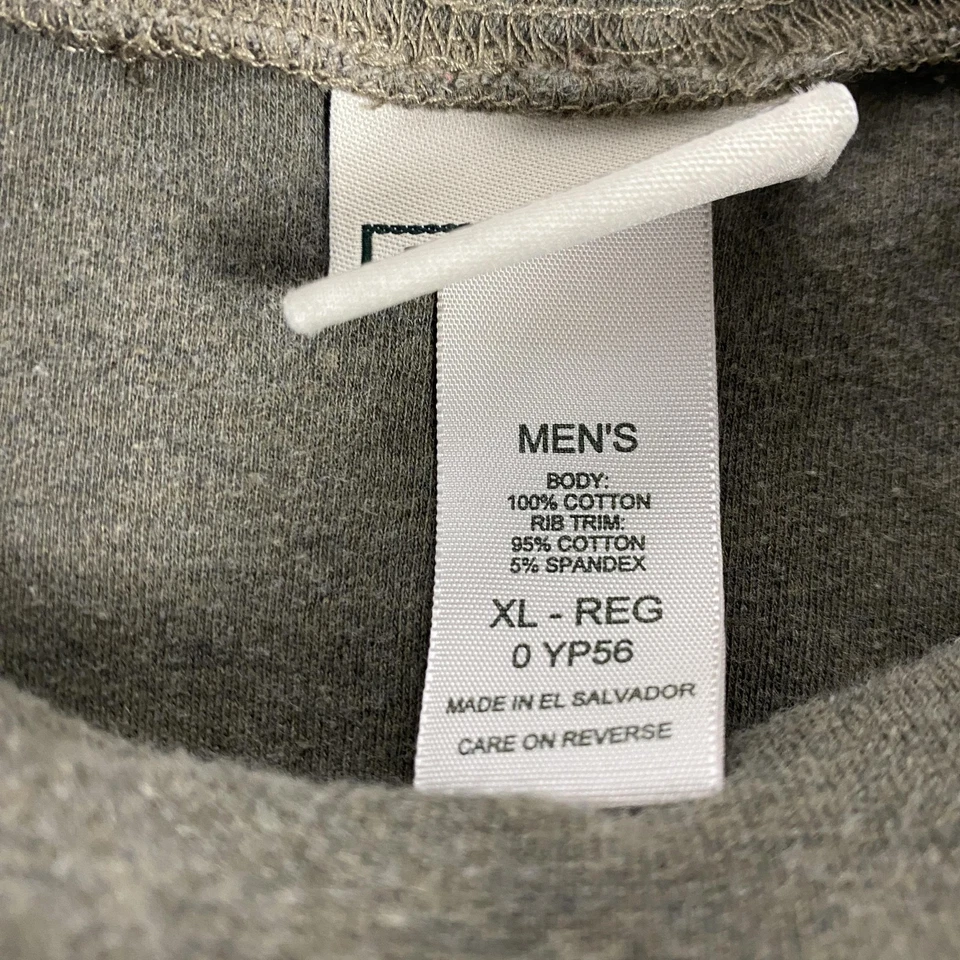 MEN'S
BODY:
100% COTTON
RIB TRIM:
95% COTTON
5% SPANDEX
XL - REG
0 YP56
MADE IN EL SALVADOR
CARE ON REVERSE